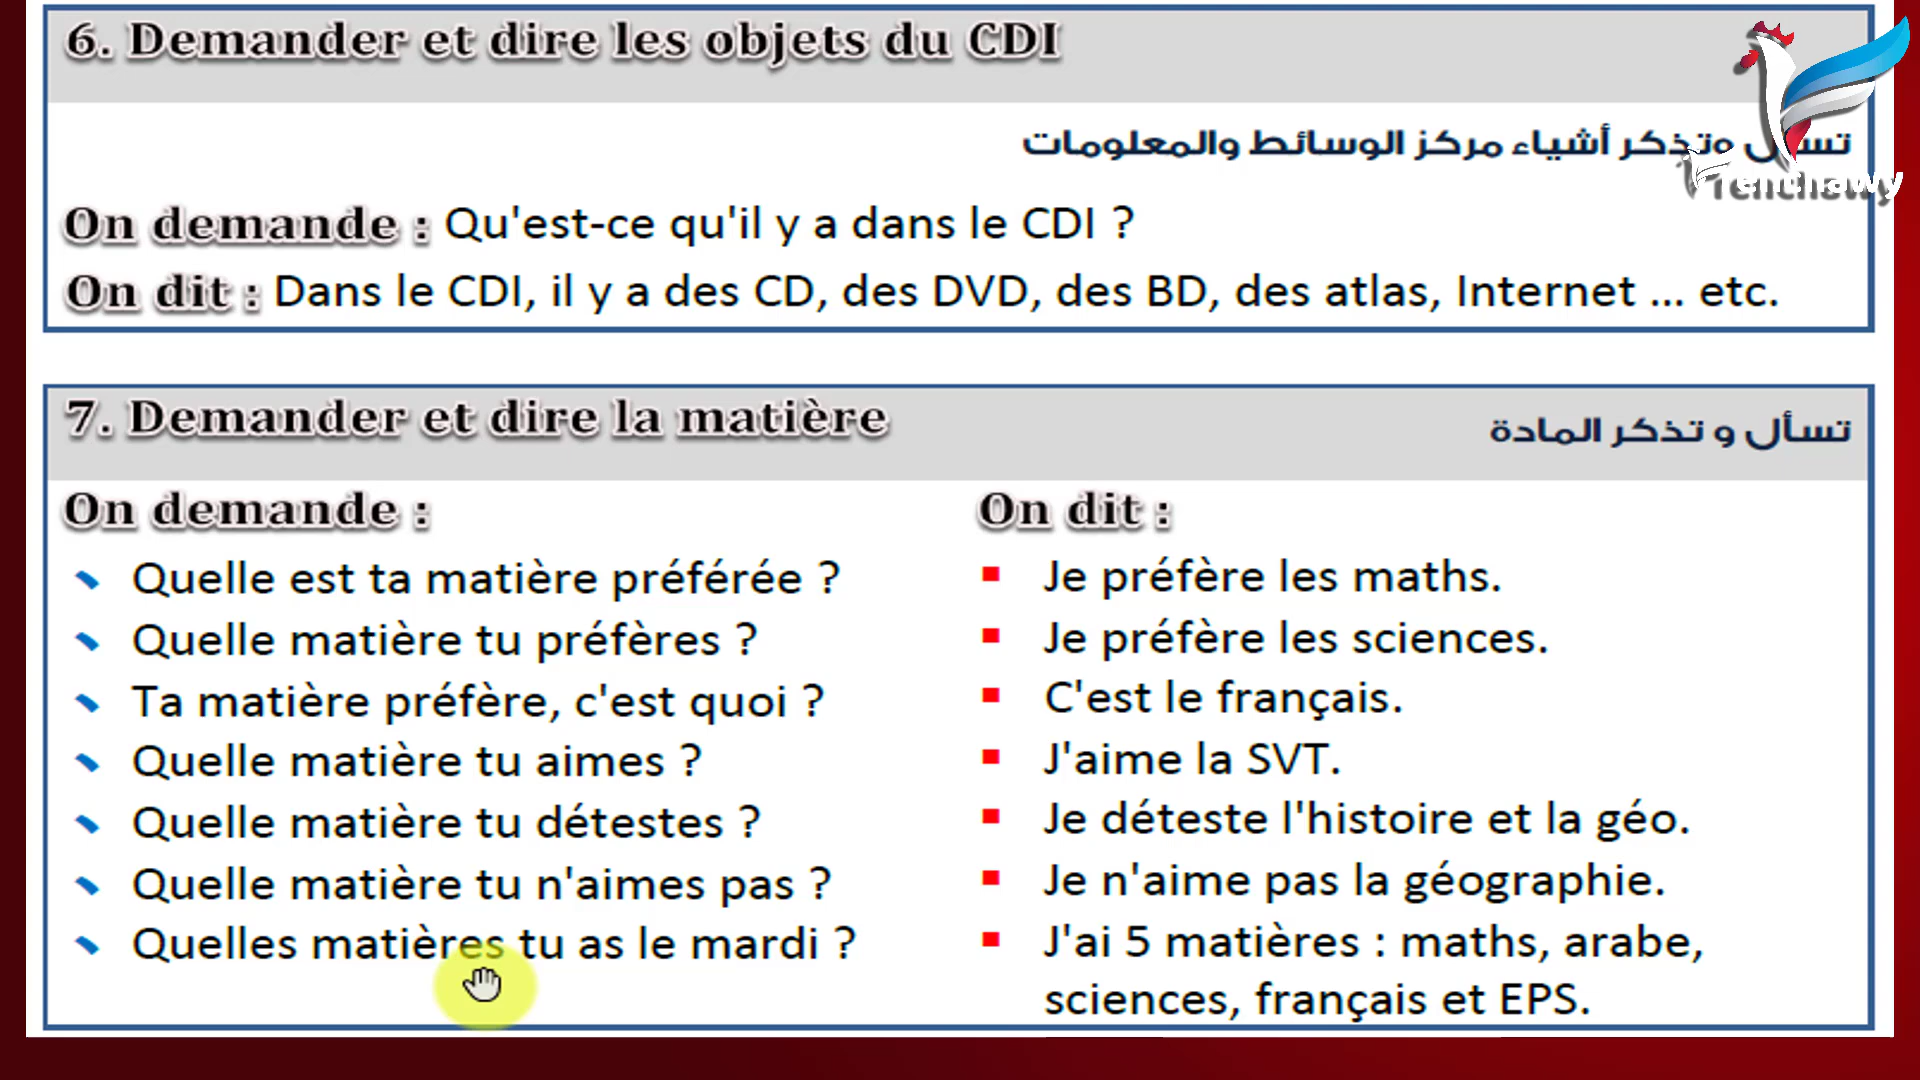 6. Demander et dire les objets du CDI
تسأل وتذكر أشياء مركز الوسائط والمعلومات
Frenchawy
On demande : Qu'est-ce qu'il y a dans le CDI ?
On dit : Dans le CDI, il y a des CD, des DVD, des BD, des atlas, Internet ... etc.
7. Demander et dire la matière
تسأل و تذكر المادة
On demande :
Quelle est ta matière préférée ?
Quelle matière tu préfères ?
Ta matière préfère, c'est quoi ?
Quelle matière tu aimes ?
Quelle matière tu détestes ?
Quelle matière tu n'aimes pas ?
Quelles matières tu as le mardi ?
On dit :
Je préfère les maths.
Je préfère les sciences.
C'est le français.
J'aime la SVT.
Je déteste l'histoire et la géo.
Je n'aime pas la géographie.
J'ai 5 matières : maths, arabe,
sciences, français et EPS.